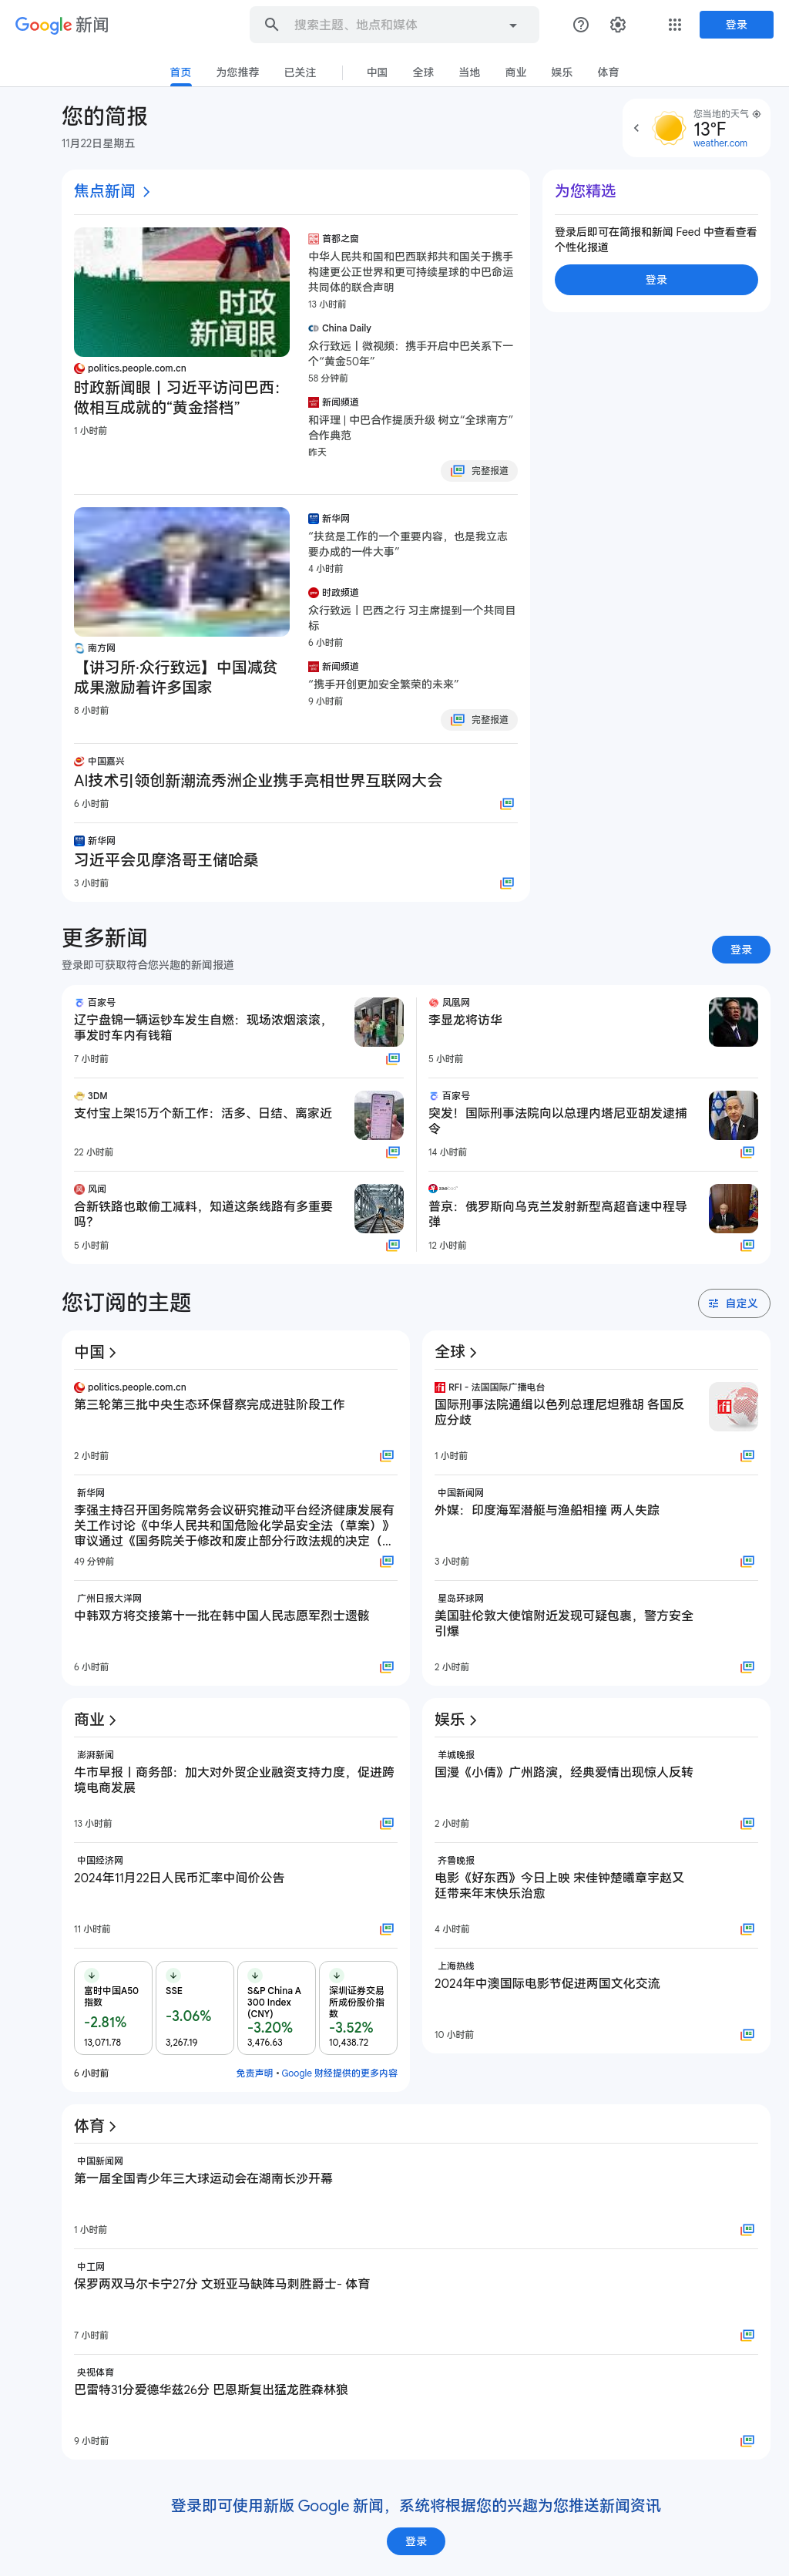 Google 新闻
搜索主题、地点和媒体
登录
首页
为您推荐
已关注
中国
全球
当地
商业
娱乐
体育
您的简报
11月22日星期五
您当地的天气
13°F
weather.com
焦点新闻
时政
新闻眼
politics.people.com.cn
时政新闻眼丨习近平访问巴西：
做相互成就的“黄金搭档”
1 小时前
首都之窗
中华人民共和国和巴西联邦共和国关于携手
构建更公正世界和更可持续星球的中巴命运
共同体的联合声明
13 小时前
China Daily
众行致远丨微视频：携手开启中巴关系下一
个“黄金50年”
58 分钟前
新闻频道
和评理 | 中巴合作提质升级 树立“全球南方”
合作典范
昨天
完整报道
为您精选
登录后即可在简报和新闻 Feed 中查看查看
个性化报道
登录
南方网
【讲习所·众行致远】中国减贫
成果激励着许多国家
8 小时前
新华网
“扶贫是工作的一个重要内容，也是我立志
要办成的一件大事”
4 小时前
时政频道
众行致远丨巴西之行 习主席提到一个共同目
标
6 小时前
新闻频道
“携手开创更加安全繁荣的未来”
9 小时前
完整报道
中国嘉兴
AI技术引领创新潮流秀洲企业携手亮相世界互联网大会
6 小时前
新华网
习近平会见摩洛哥王储哈桑
3 小时前
更多新闻
登录即可获取符合您兴趣的新闻报道
登录
百家号
辽宁盘锦一辆运钞车发生自燃：现场浓烟滚滚，
事发时车内有钱箱
7 小时前
3DM
支付宝上架15万个新工作：活多、日结、离家近
22 小时前
风闻
合新铁路也敢偷工减料，知道这条线路有多重要
吗？
5 小时前
凤凰网
李显龙将访华
5 小时前
百家号
突发！国际刑事法院向以总理内塔尼亚胡发逮捕
令
14 小时前
普京：俄罗斯向乌克兰发射新型高超音速中程导
弹
12 小时前
您订阅的主题
自定义
中国
politics.people.com.cn
第三轮第三批中央生态环保督察完成进驻阶段工作
2 小时前
新华网
李强主持召开国务院常务会议研究推动平台经济健康发展有
关工作讨论《中华人民共和国危险化学品安全法（草案）》
审议通过《国务院关于修改和废止部分行政法规的决定（...
49 分钟前
广州日报大洋网
中韩双方将交接第十一批在韩中国人民志愿军烈士遗骸
6 小时前
全球
RFI - 法国国际广播电台
国际刑事法院通缉以色列总理尼坦雅胡 各国反
应分歧
1 小时前
中国新闻网
外媒：印度海军潜艇与渔船相撞 两人失踪
3 小时前
星岛环球网
美国驻伦敦大使馆附近发现可疑包裹，警方安全
引爆
2 小时前
商业
澎湃新闻
牛市早报丨商务部：加大对外贸企业融资支持力度，促进跨
境电商发展
13 小时前
中国经济网
2024年11月22日人民币汇率中间价公告
11 小时前
富时中国A50
指数
-2.81%
13,071.78
SSE
-3.06%
3,267.19
S&P China A
300 Index
(CNY)
-3.20%
3,476.63
深圳证券交易
所成份股价指
数
-3.52%
10,438.72
6 小时前
免责声明 • Google 财经提供的更多内容
娱乐
羊城晚报
国漫《小倩》广州路演，经典爱情出现惊人反转
2 小时前
齐鲁晚报
电影《好东西》今日上映 宋佳钟楚曦章宇赵又
廷带来年末快乐治愈
4 小时前
上海热线
2024年中澳国际电影节促进两国文化交流
10 小时前
体育
中国新闻网
第一届全国青少年三大球运动会在湖南长沙开幕
1 小时前
中工网
保罗两双马尔卡宁27分 文班亚马缺阵马刺胜爵士- 体育
7 小时前
央视体育
巴雷特31分爱德华兹26分 巴恩斯复出猛龙胜森林狼
9 小时前
登录即可使用新版 Google 新闻，系统将根据您的兴趣为您推送新闻资讯
登录